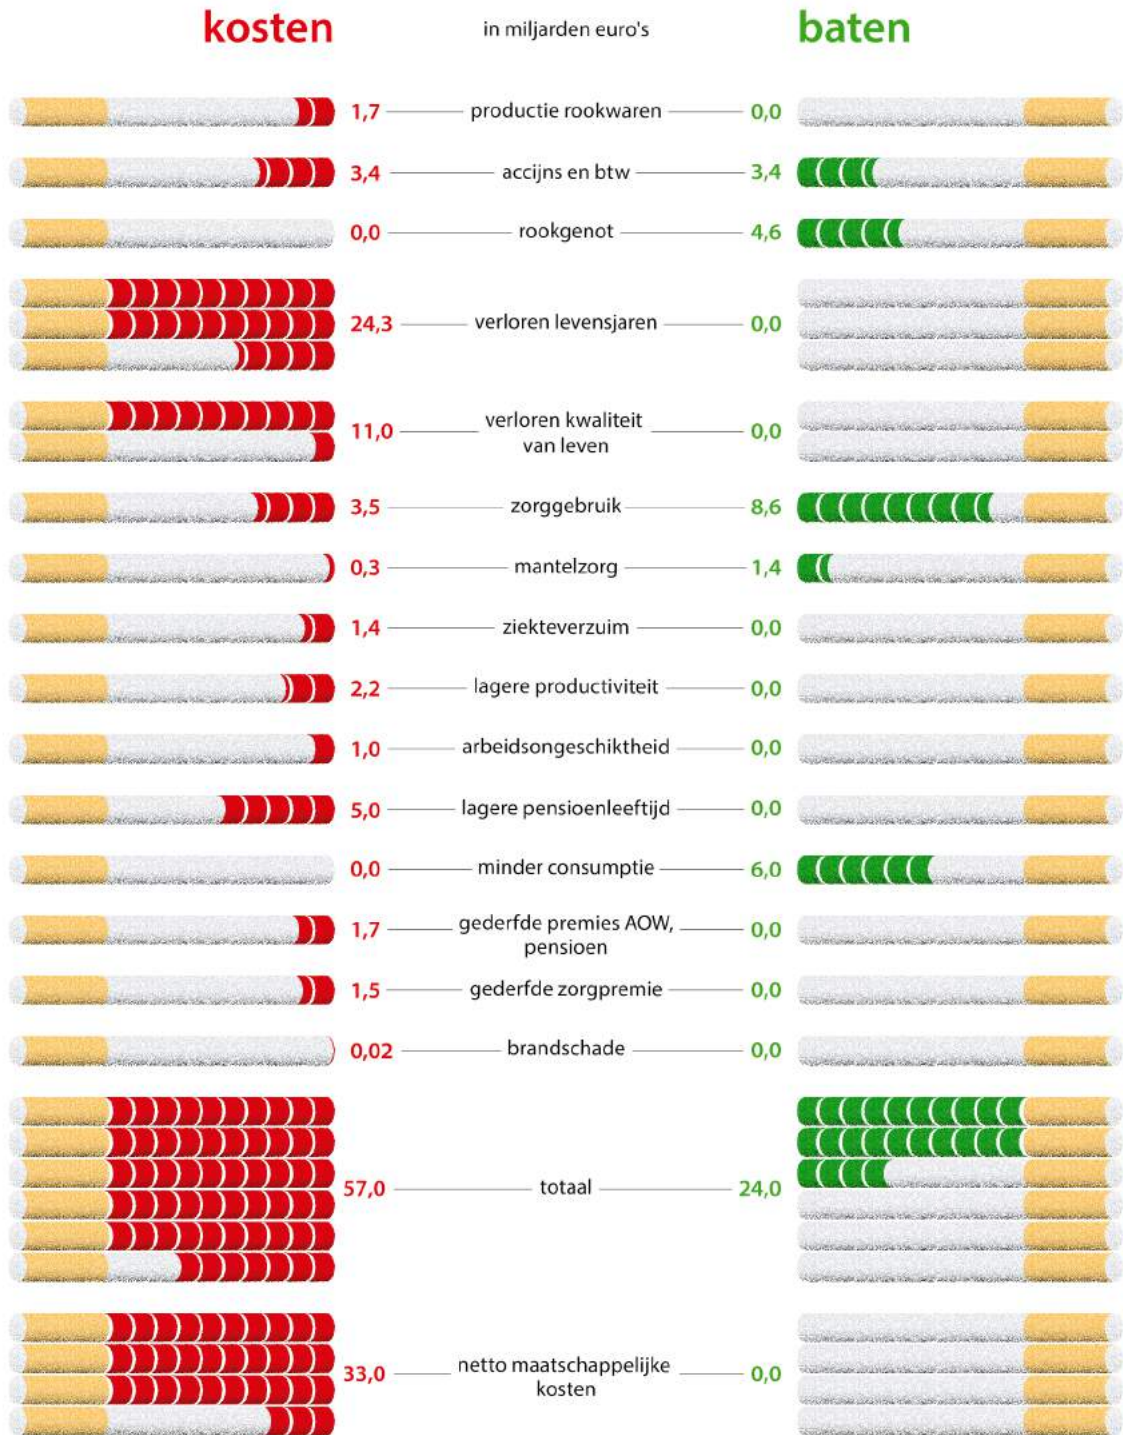 kosten in miljarden euro's baten
1,7 productie rookwaren 0,0
3,4 accijns en btw 3,4
0,0 rookgenot 4,6
24,3 verloren levensjaren 0,0
11,0 verloren kwaliteit 0,0
van leven
3,5 zorggebruik 8,6
0,3 mantelzorg 1,4
1,4 ziekteverzuim 0,0
2,2 lagere productiviteit 0,0
1,0 arbeidsongeschiktheid 0,0
5,0 lagere pensioenleeftijd 0,0
0,0 minder consumptie 6,0
1,7 gederfde premies AOW, 0,0
pensioen
1,5 gederfde zorgpremie 0,0
0,02 brandschade 0,0
57,0 totaal 24,0
33,0 netto maatschappelijke 0,0
kosten